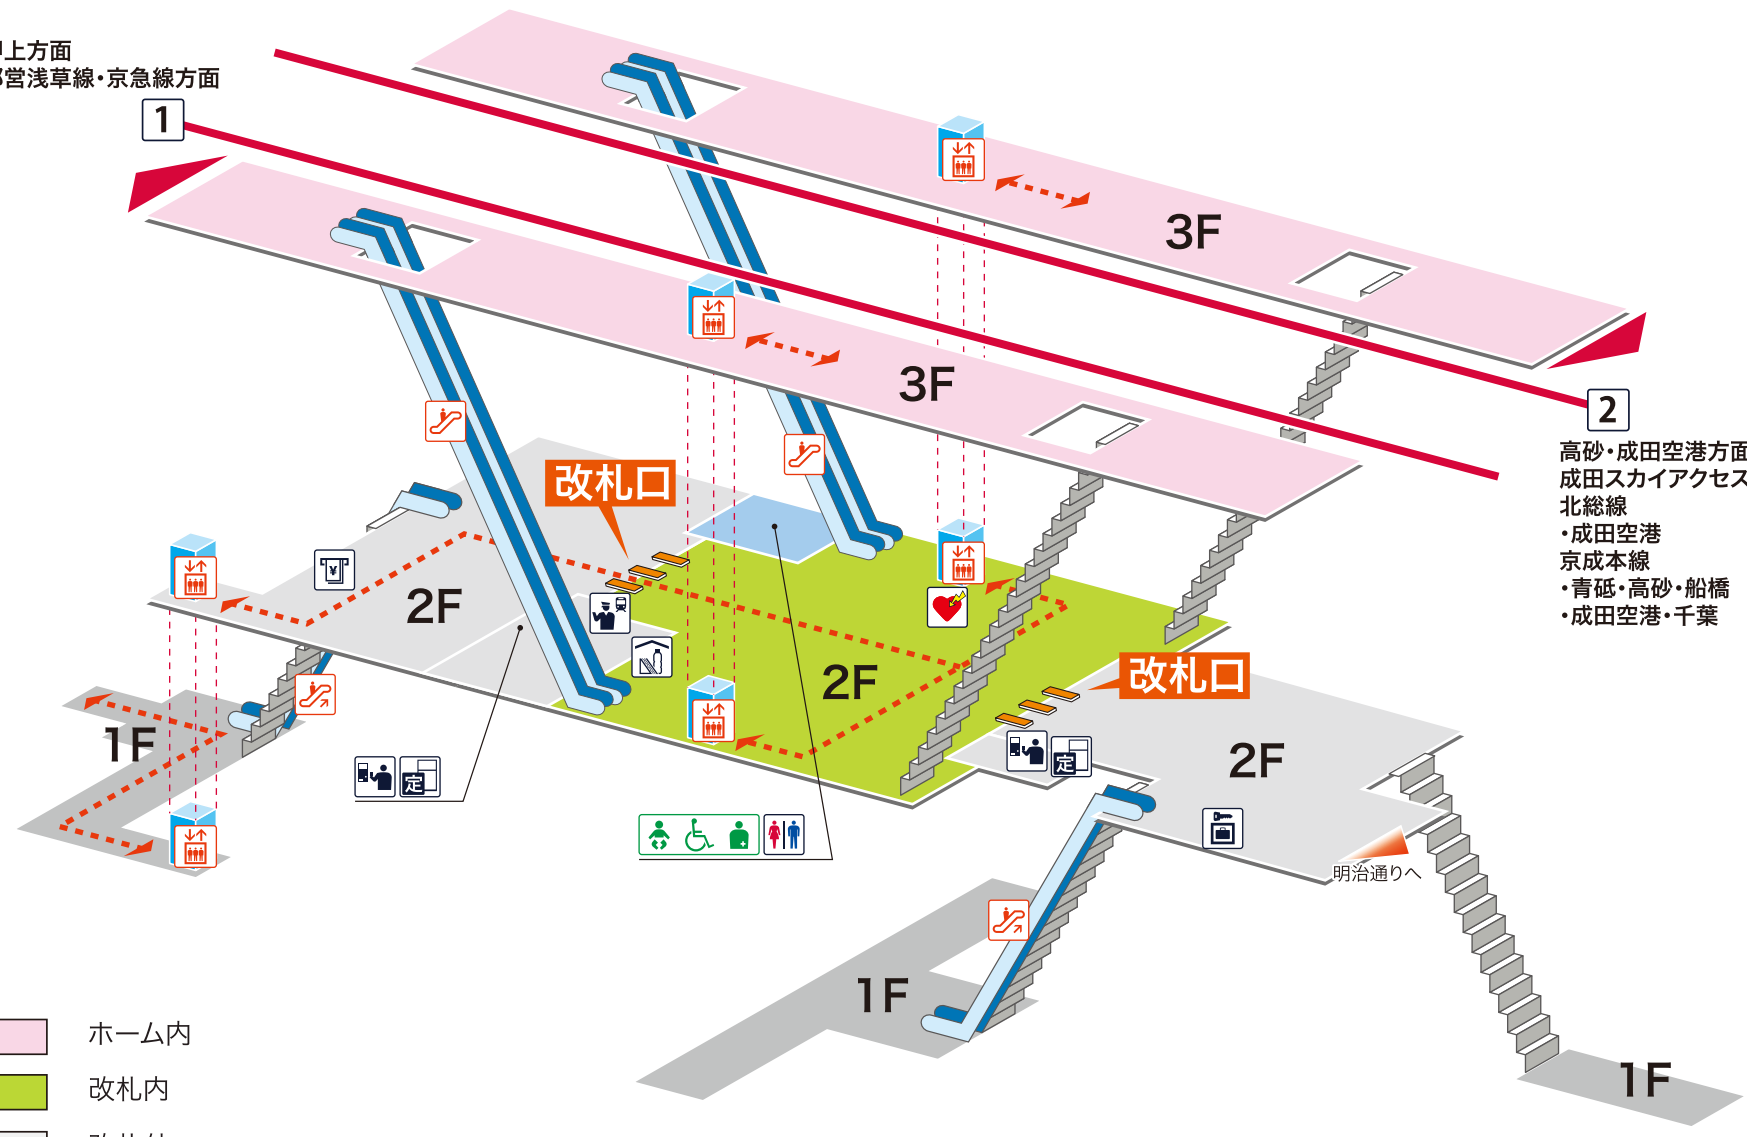 上方面
営浅草線・京急線方面
1
3F
3F
2
高砂・成田空港方面
成田スカイアクセス
北総線
・成田空港
京成本線
・青砥・高砂・船橋
・成田空港・千葉
改札口
¥
2F
2F
改札口
定
2F
1F
定
明治通りへ
1F
1F
ホーム内
改札内